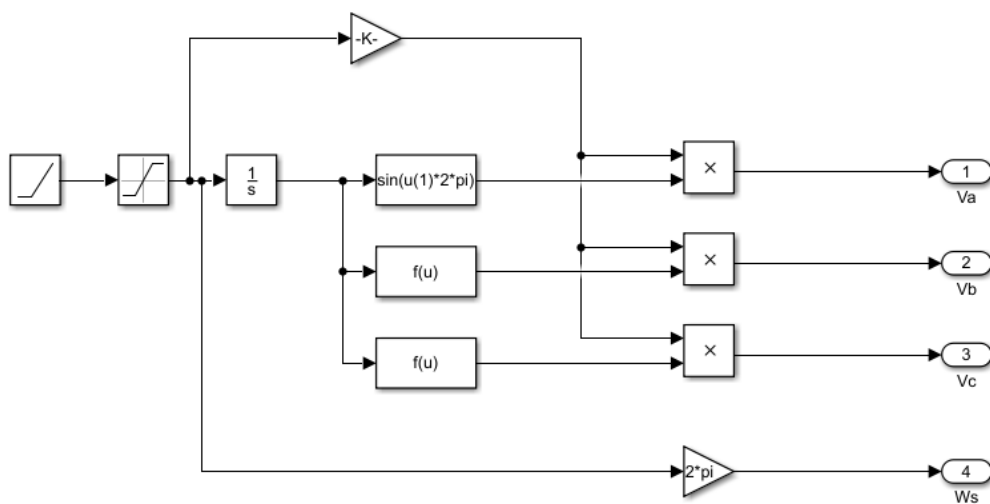 -K-
1
s
sin(u(1)*2*pi)
×
1
Va
f(u)
×
2
Vb
f(u)
×
3
Vc
2*pi
4
Ws